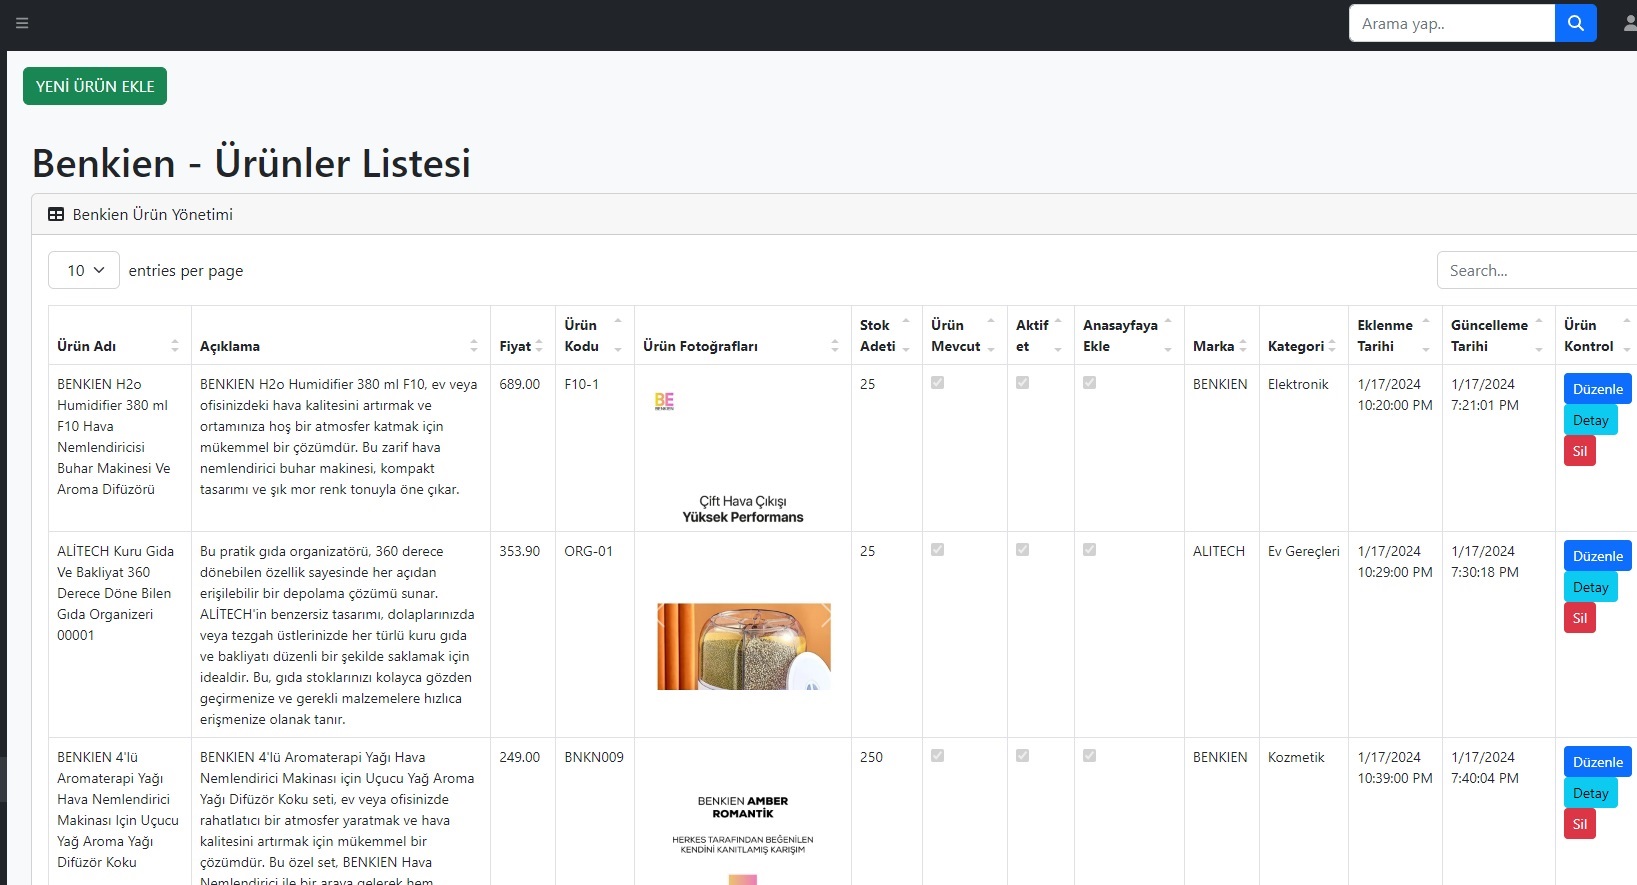 Arama yap..
YENİ ÜRÜN EKLE
Benkien - Ürünler Listesi
Benkien Ürün Yönetimi
10 entries per page
Search...
Ürün Adı
Açıklama
Fiyat
Ürün
Kodu
Ürün Fotoğrafları
Stok
Adeti
Ürün
Mevcut
Aktif
et
Anasayfaya
Ekle
Marka
Kategori
Eklenme
Tarihi
Güncelleme
Tarihi
Ürün
Kontrol
BENKIEN H2o
Humidifier 380 ml
F10 Hava
Nemlendiricisi
Buhar Makinesi Ve
Aroma Difüzörü
BENKIEN H2o Humidifier 380 ml F10, ev veya
ofisinizdeki hava kalitesini artırmak ve
ortamınıza hoş bir atmosfer katmak için
mükemmel bir çözümdür. Bu zarif hava
nemlendirici buhar makinesi, kompakt
tasarımı ve şık mor renk tonuyla öne çıkar.
689.00
F10-1
BE
BENKIEN
Çift Hava Çıkışı
Yüksek Performans
25
BENKIEN
Elektronik
1/17/2024
10:20:00 PM
1/17/2024
7:21:01 PM
Düzenle
Detay
Sil
ALİTECH Kuru Gıda
Ve Bakliyat 360
Derece Döne Bilen
Gıda Organizeri
00001
Bu pratik gıda organizatörü, 360 derece
dönebilen özellik sayesinde her açıdan
erişilebilir bir depolama çözümü sunar.
ALİTECH'in benzersiz tasarımı, dolaplarınızda
veya tezgah üstlerinizde her türlü kuru gıda
ve bakliyatı düzenli bir şekilde saklamak için
idealdir. Bu, gıda stoklarınızı kolayca gözden
geçirmenize ve gerekli malzemelere hızlıca
erişmenize olanak tanır.
353.90
ORG-01
25
ALITECH
Ev Gereçleri
1/17/2024
10:29:00 PM
1/17/2024
7:30:18 PM
Düzenle
Detay
Sil
BENKIEN 4'lü
Aromaterapi Yağı
Hava Nemlendirici
Makinası Için Uçucu
Yağ Aroma Yağı
Difüzör Koku
BENKIEN 4'lü Aromaterapi Yağı Hava
Nemlendirici Makinası için Uçucu Yağ Aroma
Yağı Difüzör Koku seti, ev veya ofisinizde
rahatlatıcı bir atmosfer yaratmak ve hava
kalitesini artırmak için mükemmel bir
çözümdür. Bu özel set, BENKIEN Hava
Nemlendirici ile bir araya gelerek hem
249.00
BNKN009
BENKIEN AMBER
ROMANTİK
HERKES TARAFINDAN BEĞENİLEN
KENDİNİ KANITLAMIŞ KARIŞIM
250
BENKIEN
Kozmetik
1/17/2024
10:39:00 PM
1/17/2024
7:40:04 PM
Düzenle
Detay
Sil